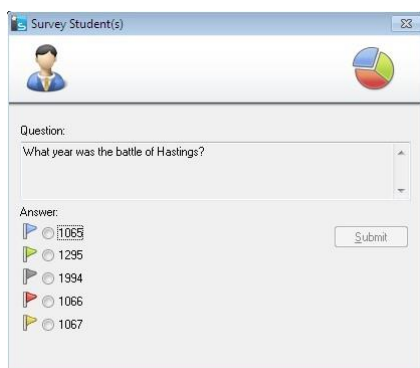 Survey Student(s)
Question:
What year was the battle of Hastings?
Answer:
1065
Submit
1295
1994
1066
1067